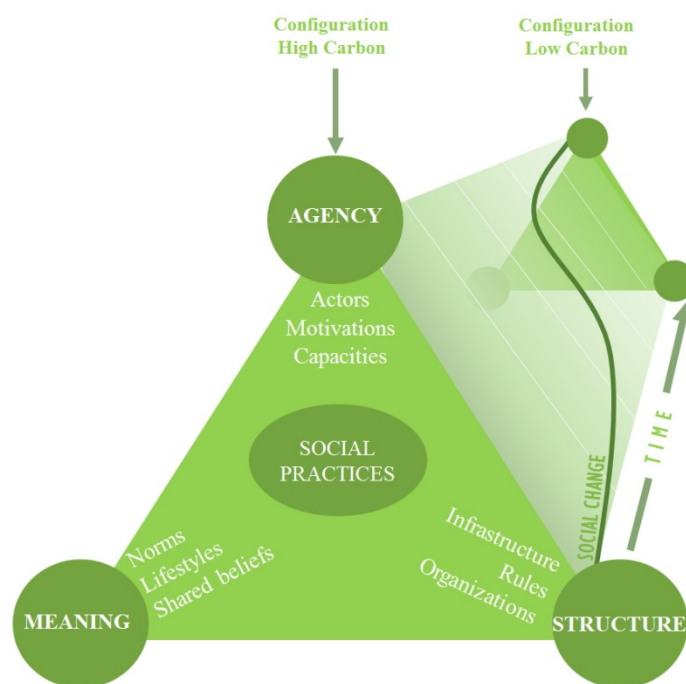 Configuration
High Carbon
Configuration
Low Carbon
AGENCY
Actors
Motivations
Capacities
SOCIAL
PRACTICES
Norms
Lifestyles
Shared beliefs
Infrastructure
Rules
Organizations
SOCIAL CHANGE
TIME
MEANING
STRUCTURE